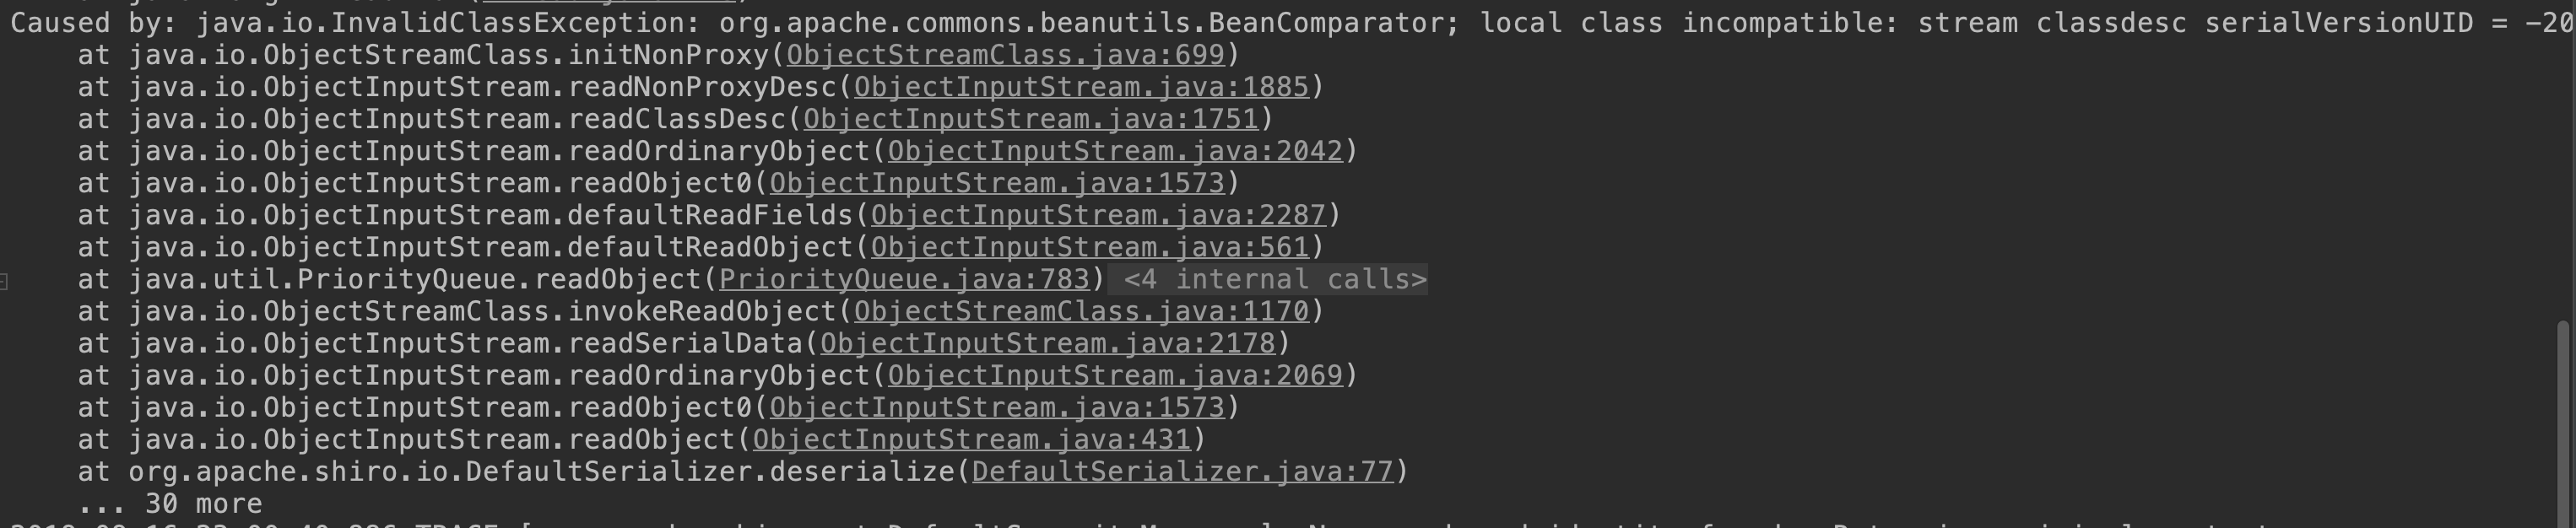 Caused by: java.io.InvalidClassException: org.apache.commons.beanutils.BeanComparator; local class incompatible: stream classdesc serialVersionUID = -20
at java.io.ObjectStreamClass.initNonProxy(ObjectStreamClass.java:699)
at java.io.ObjectInputStream.readNonProxyDesc(ObjectInputStream.java:1885)
at java.io.ObjectInputStream.readClassDesc(ObjectInputStream.java:1751)
at java.io.ObjectInputStream.readOrdinaryObject(ObjectInputStream.java:2042)
at java.io.ObjectInputStream.readObject0(ObjectInputStream.java:1573)
at java.io.ObjectInputStream.defaultReadFields(ObjectInputStream.java:2287)
at java.io.ObjectInputStream.defaultReadObject(ObjectInputStream.java:561)
at java.util.PriorityQueue.readObject(PriorityQueue.java:783) <4 internal calls>
at java.io.ObjectStreamClass.invokeReadObject(ObjectStreamClass.java:1170)
at java.io.ObjectInputStream.readSerialData(ObjectInputStream.java:2178)
at java.io.ObjectInputStream.readOrdinaryObject(ObjectInputStream.java:2069)
at java.io.ObjectInputStream.readObject0(ObjectInputStream.java:1573)
at java.io.ObjectInputStream.readObject(ObjectInputStream.java:431)
at org.apache.shiro.io.DefaultSerializer.deserialize(DefaultSerializer.java:77)
... 30 more